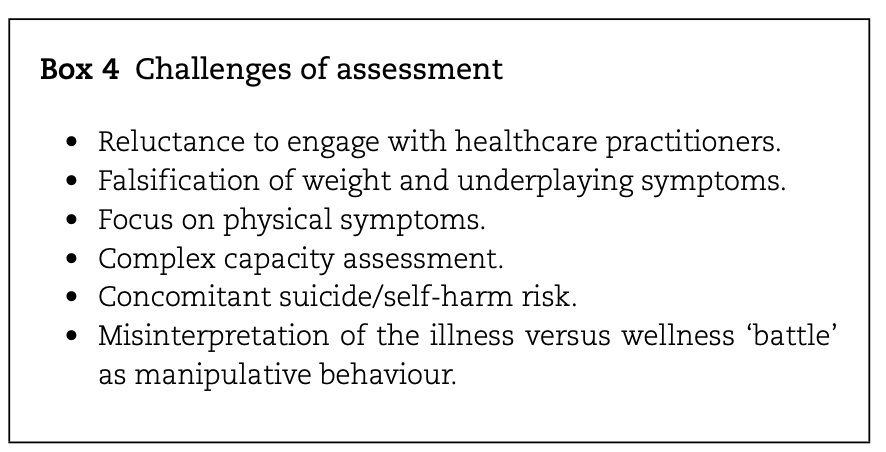 Box 4 Challenges of assessment
• Reluctance to engage with healthcare practitioners.
• Falsification of weight and underplaying symptoms.
• Focus on physical symptoms.
• Complex capacity assessment.
• Concomitant suicide/self-harm risk.
• Misinterpretation of the illness versus wellness ‘battle’
as manipulative behaviour.